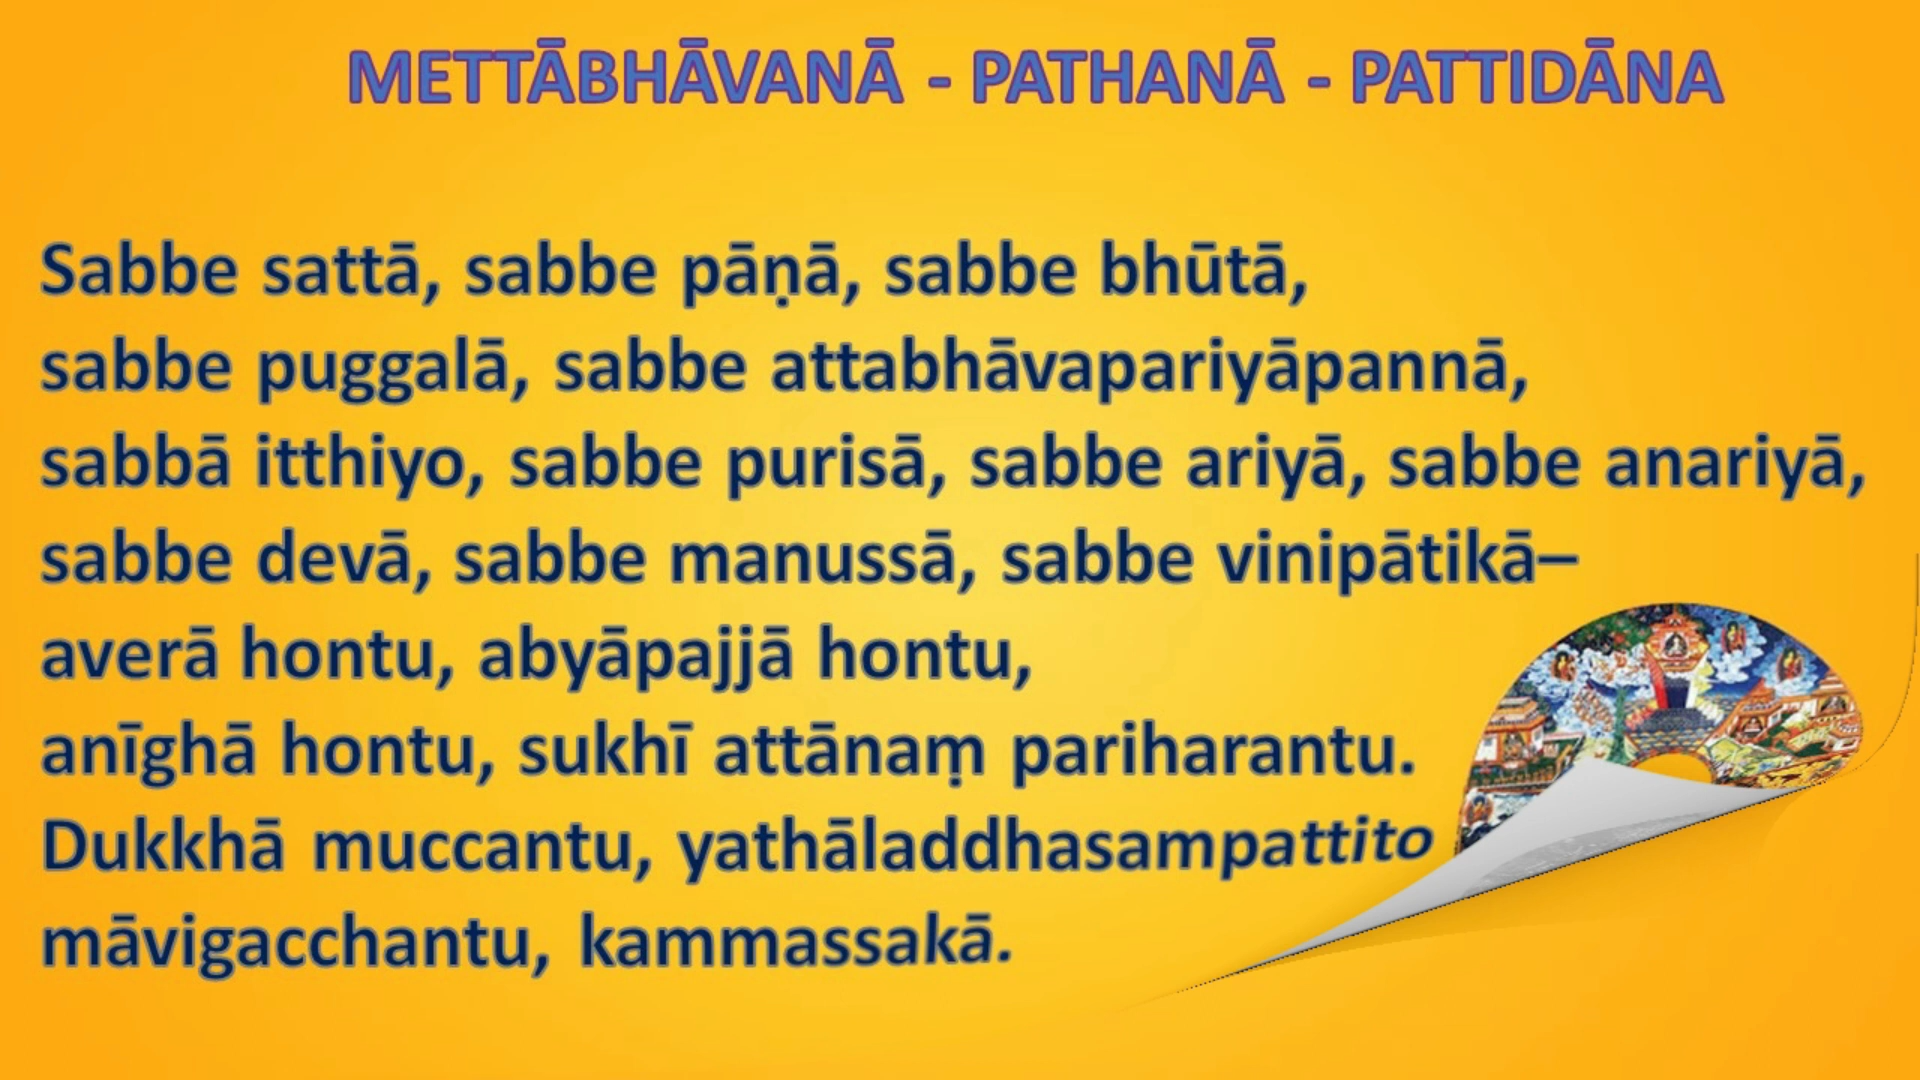 METTĀBHĀVANĀ - PATHANĀ - PATTIDĀNA
Sabbe sattā, sabbe pāṇā, sabbe bhūtā,
sabbe puggalā, sabbe attabhāvapariyāpannā,
sabbā itthiyo, sabbe purisā, sabbe ariyā, sabbe anariyā,
sabbe devā, sabbe manussā, sabbe vinipātikā–
averā hontu, abyāpajjā hontu,
anīghā hontu, sukhī attānaṃ pariharantu.
Dukkhā muccantu, yathāladdhasampattito
māvigacchantu, kammassakā.